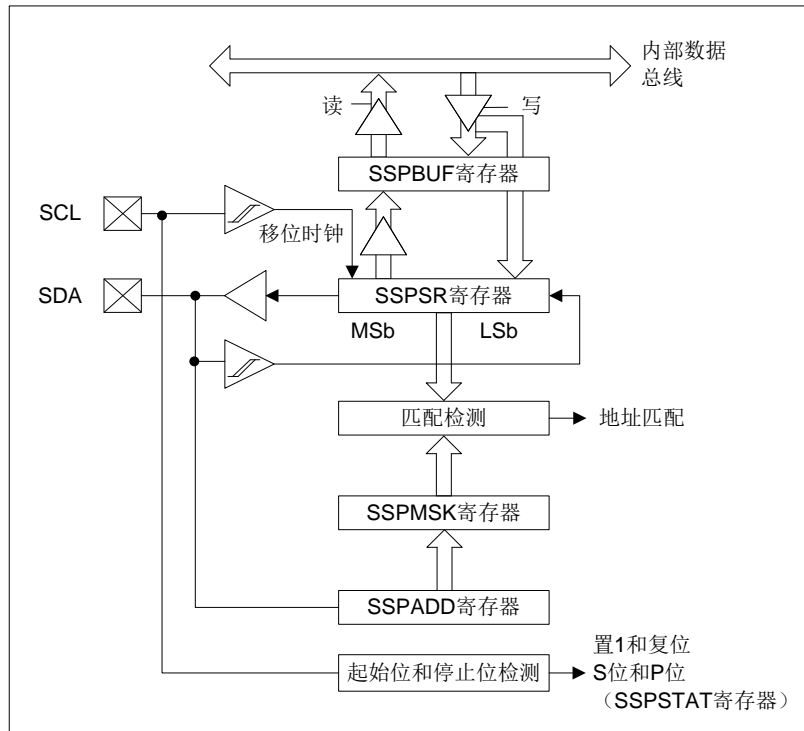 内部数据
总线
读
写
SSPBUF寄存器
SCL
移位时钟
SDA
SSPSR寄存器
MSb
LSb
匹配检测
地址匹配
SSPMSK寄存器
SSPADD寄存器
置1和复位
起始位和停止位检测
S位和P位
（SSPSTAT寄存器）